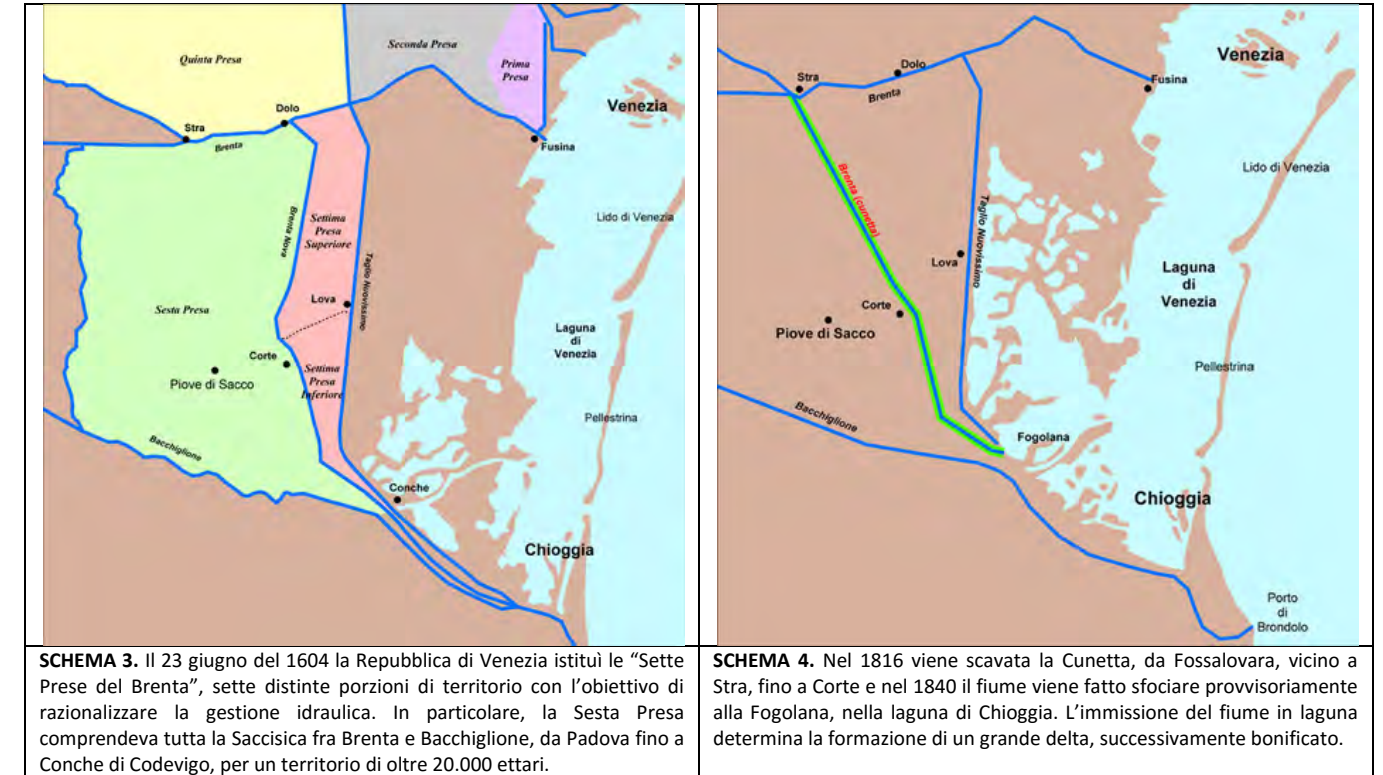 Quinta Presa
Seconda Presa
Prima
Presa
Venezia
Dolo
Stra
Brenta
Fusina
Lido di Venezia
Brenta Nova
Settima
Presa
Superiore
Taglio Nuovissimo
Lova
Sesta Presa
Laguna
di
Venezia
Corte
Settima
Presa
Inferiore
Piove di Sacco
Pellestrina
Bacchiglione
Conche
Chioggia
SCHEMA 3. Il 23 giugno del 1604 la Repubblica di Venezia istituì le “Sette
Prese del Brenta”, sette distinte porzioni di territorio con l’obiettivo di
razionalizzare la gestione idraulica. In particolare, la Sesta Presa
comprendeva tutta la Saccisica fra Brenta e Bacchiglione, da Padova fino a
Conche di Codevigo, per un territorio di oltre 20.000 ettari.
Venezia
Dolo
Stra
Fusina
Brenta
Lido di Venezia
Brenta (cunetta)
Taglio Nuovissimo
Lova
Laguna
di
Venezia
Corte
Piove di Sacco
Pellestrina
Bacchiglione
Fogolana
Chioggia
Porto
di
Brondolo
SCHEMA 4. Nel 1816 viene scavata la Cunetta, da Fossalovara, vicino a
Stra, fino a Corte e nel 1840 il fiume viene fatto sfociare provvisoriamente
alla Fogolana, nella laguna di Chioggia. L’immissione del fiume in laguna
determina la formazione di un grande delta, successivamente bonificato.